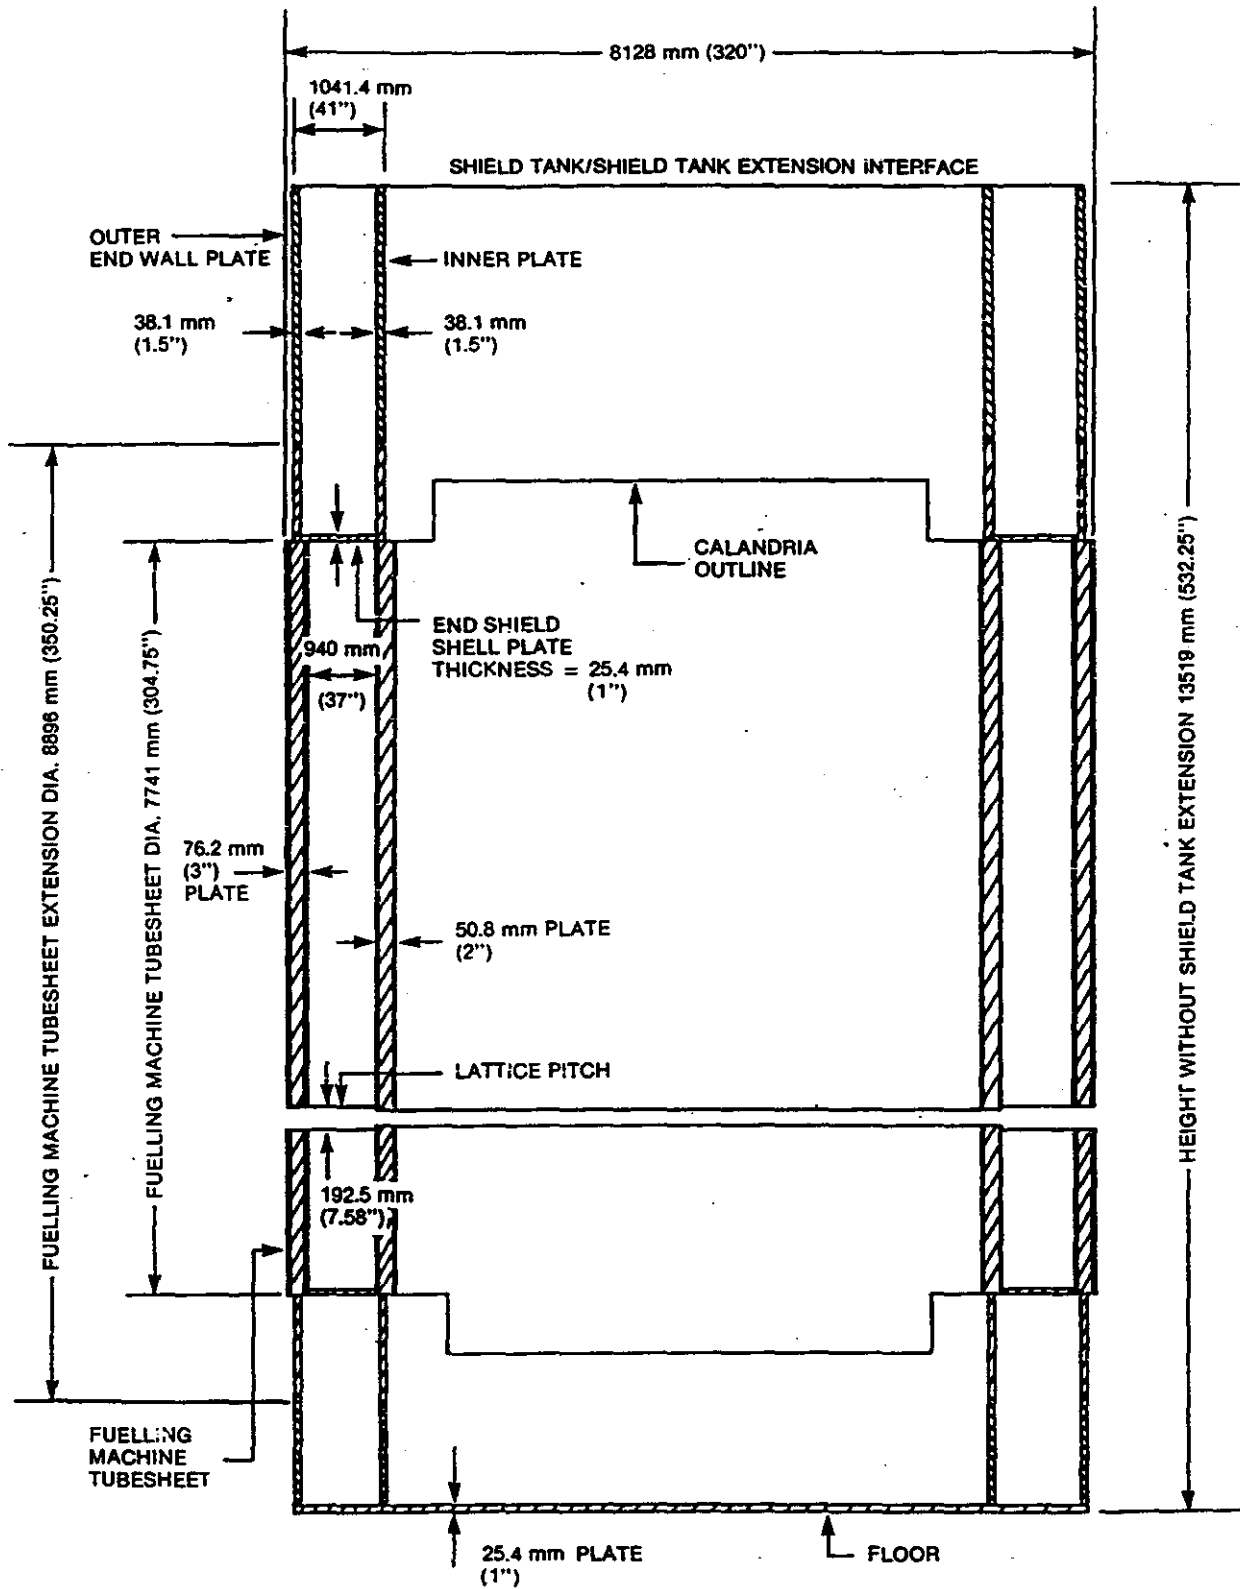 8128 mm (320")
1041.4 mm
(41")
SHIELD TANK/SHIELD TANK EXTENSION INTERFACE
OUTER
END WALL PLATE
INNER PLATE
38.1 mm
(1.5")
38.1 mm
(1.5")
CALANDRIA
OUTLINE
END SHIELD
SHELL PLATE
THICKNESS = 25.4 mm
(1")
940 mm
(37")
FUELLING MACHINE TUBESHEET EXTENSION DIA. 8896 mm (350.25")
FUELLING MACHINE TUBESHEET DIA. 7741 mm (304.75")
HEIGHT WITHOUT SHIELD TANK EXTENSION 13519 mm (532.25")
76.2 mm
(3")
PLATE
50.8 mm PLATE
(2")
LATTICE PITCH
192.5 mm
(7.58")
FUELLING
MACHINE
TUBESHEET
25.4 mm PLATE
(1")
FLOOR